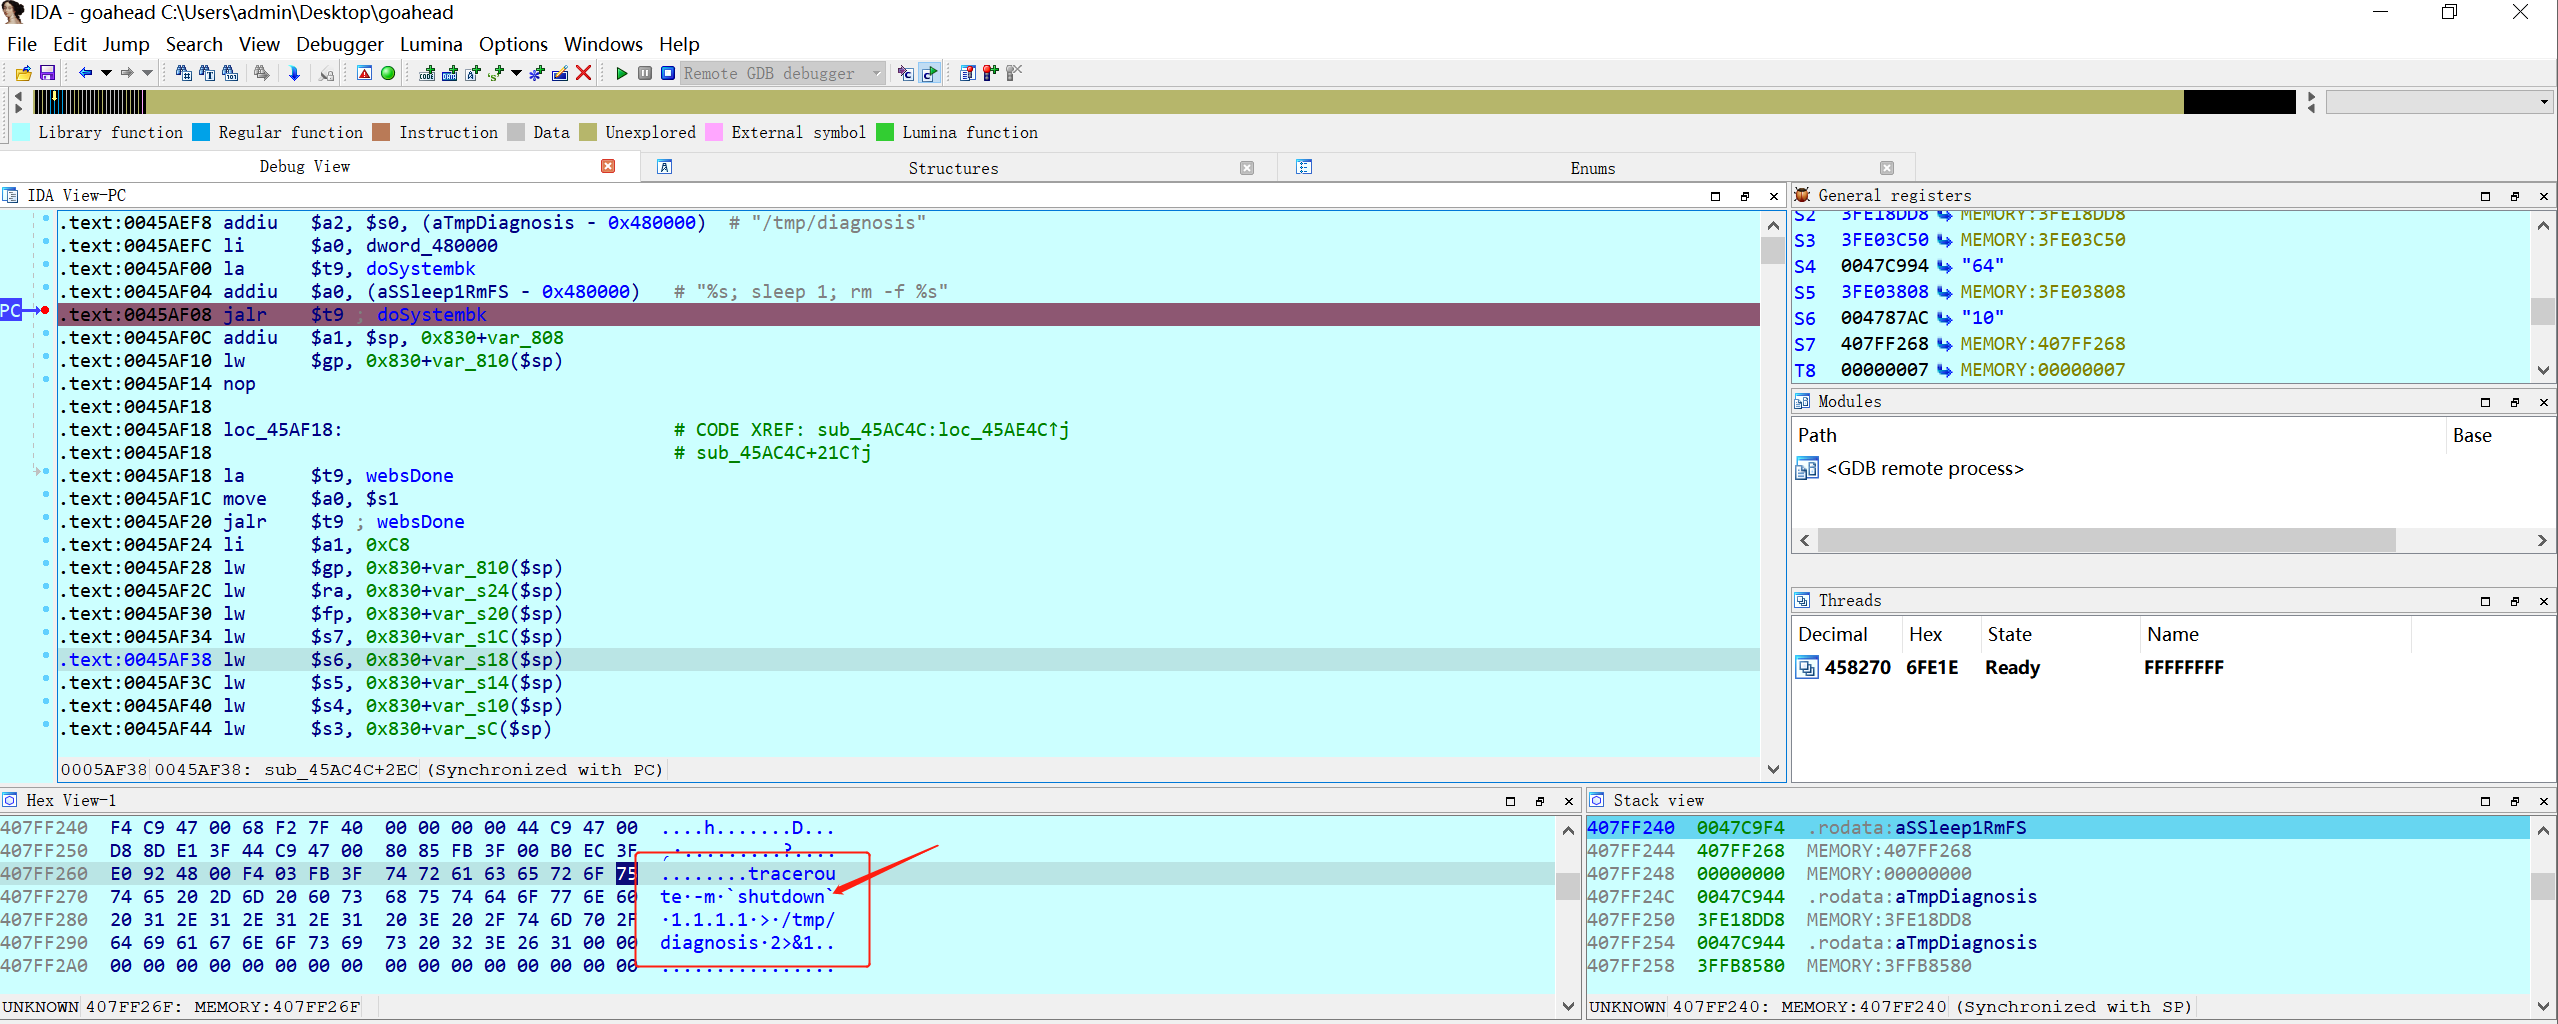 IDA - goahead C:\Users\admin\Desktop\goahead
File Edit Jump Search View Debugger Lumina Options Windows Help
Remote GDB debugger
Library function Regular function Instruction Data Unexplored External symbol Lumina function
Debug View Structures Enums
IDA View-PC
.text:0045AEF8 addiu $a2, $s0, (aTmpDiagnosis - 0x480000) # "/tmp/diagnosis"
.text:0045AEFC li $a0, dword_480000
.text:0045AF00 la $t9, doSystembk
.text:0045AF04 addiu $a0, (aSSleep1RmFS - 0x480000) # "%s; sleep 1; rm -f %s"
PC
.text:0045AF08 jalr $t9 ; doSystembk
.text:0045AF0C addiu $a1, $sp, 0x830+var_808
.text:0045AF10 lw $gp, 0x830+var_810($sp)
.text:0045AF14 nop
.text:0045AF18
.text:0045AF18 loc_45AF18: # CODE XREF: sub_45AC4C:loc_45AE4C↑j
.text:0045AF18 # sub_45AC4C+21C↑j
.text:0045AF18 la $t9, websDone
.text:0045AF1C move $a0, $s1
.text:0045AF20 jalr $t9 ; websDone
.text:0045AF24 li $a1, 0xC8
.text:0045AF28 lw $gp, 0x830+var_810($sp)
.text:0045AF2C lw $ra, 0x830+var_s24($sp)
.text:0045AF30 lw $fp, 0x830+var_s20($sp)
.text:0045AF34 lw $s7, 0x830+var_s1C($sp)
.text:0045AF38 lw $s6, 0x830+var_s18($sp)
.text:0045AF3C lw $s5, 0x830+var_s14($sp)
.text:0045AF40 lw $s4, 0x830+var_s10($sp)
.text:0045AF44 lw $s3, 0x830+var_sC($sp)
0005AF38 0045AF38: sub_45AC4C+2EC (Synchronized with PC)
General registers
S2 3FE18DD8 MEMORY:3FE18DD8
S3 3FE03C50 MEMORY:3FE03C50
S4 0047C994 "64"
S5 3FE03808 MEMORY:3FE03808
S6 004787AC "10"
S7 407FF268 MEMORY:407FF268
T8 00000007 MEMORY:00000007
Modules
Path Base
<GDB remote process>
Threads
Decimal Hex State Name
458270 6FE1E Ready FFFFFFFF
Hex View-1
407FF240 F4 C9 47 00 68 F2 7F 40 00 00 00 00 44 C9 47 00 ....h.......D...
407FF250 D8 8D E1 3F 44 C9 47 00 80 85 FB 3F 00 B0 EC 3F
407FF260 E0 92 48 00 F4 03 FB 3F 74 72 61 63 65 72 6F 75 ........tracerou
407FF270 74 65 20 2D 6D 20 60 73 68 75 74 64 6F 77 6E 60 te·-m·`shutdown`
407FF280 20 31 2E 31 2E 31 2E 31 20 3E 20 2F 74 6D 70 2F ·1.1.1.1·>·/tmp/
407FF290 64 69 61 67 6E 6F 73 69 73 20 32 3E 26 31 00 00 diagnosis·2>&1..
407FF2A0 00 00 00 00 00 00 00 00 00 00 00 00 00 00 00 00 ................
UNKNOWN 407FF26F: MEMORY:407FF26F
Stack view
407FF240 0047C9F4 .rodata:aSSleep1RmFS
407FF244 407FF268 MEMORY:407FF268
407FF248 00000000 MEMORY:00000000
407FF24C 0047C944 .rodata:aTmpDiagnosis
407FF250 3FE18DD8 MEMORY:3FE18DD8
407FF254 0047C944 .rodata:aTmpDiagnosis
407FF258 3FFB8580 MEMORY:3FFB8580
UNKNOWN 407FF240: MEMORY:407FF240 (Synchronized with SP)